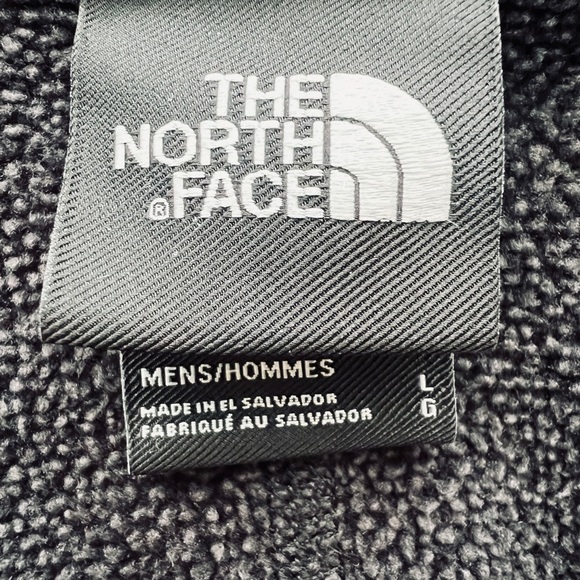 THE
NORTH
®FACE
MENS/HOMMES L
MADE IN EL SALVADOR G
FABRIQUÉ AU SALVADOR